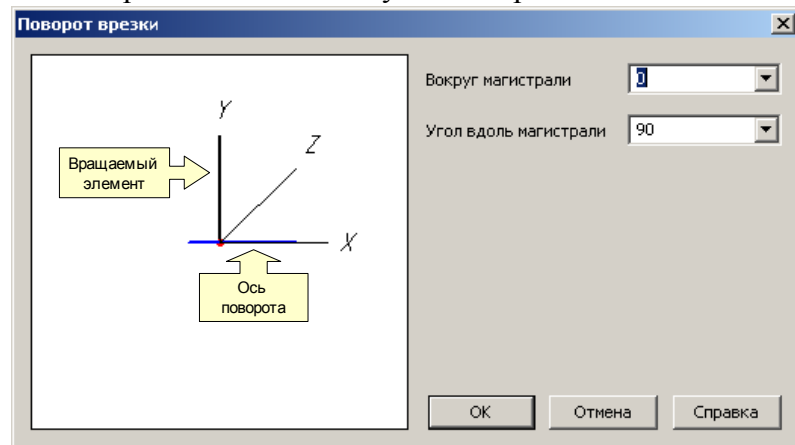 Поворот врезки
Вокруг магистрали
0
Угол вдоль магистрали
90
Y
Z
X
Вращаемый
элемент
Ось
поворота
OK
Отмена
Справка